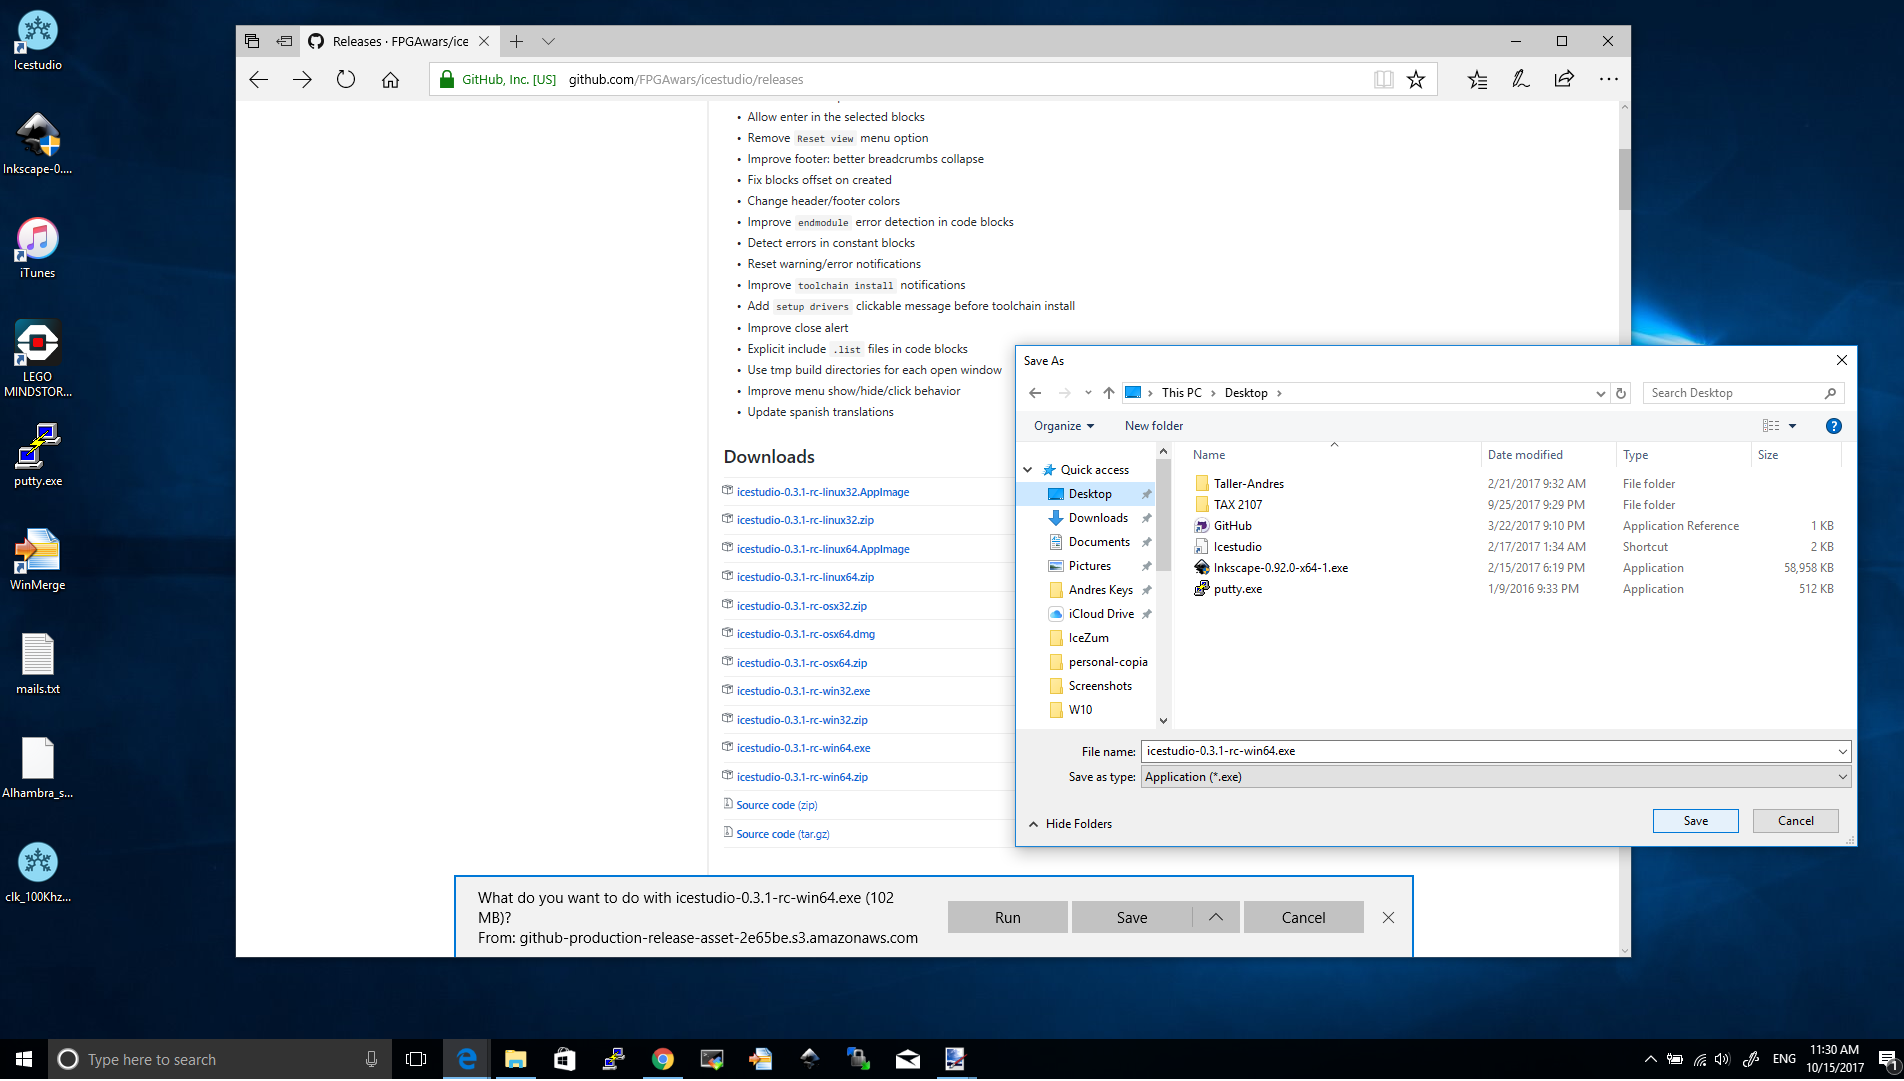 Icestudio
Inkscape-0....
iTunes
LEGO
MINDSTOR...
putty.exe
WinMerge
mails.txt
Alhambra_s...
clk_100Khz...
Releases · FPGAwars/ice
GitHub, Inc. [US] github.com/FPGAwars/icestudio/releases
Allow enter in the selected blocks
Remove Reset view menu option
Improve footer: better breadcrumbs collapse
Fix blocks offset on created
Change header/footer colors
Improve endmodule error detection in code blocks
Detect errors in constant blocks
Reset warning/error notifications
Improve toolchain install notifications
Add setup drivers clickable message before toolchain install
Improve close alert
Explicit include .list files in code blocks
Use tmp build directories for each open window
Improve menu show/hide/click behavior
Update spanish translations
Downloads
icestudio-0.3.1-rc-linux32.AppImage
icestudio-0.3.1-rc-linux32.zip
icestudio-0.3.1-rc-linux64.AppImage
icestudio-0.3.1-rc-linux64.zip
icestudio-0.3.1-rc-osx32.zip
icestudio-0.3.1-rc-osx64.dmg
icestudio-0.3.1-rc-osx64.zip
icestudio-0.3.1-rc-win32.exe
icestudio-0.3.1-rc-win32.zip
icestudio-0.3.1-rc-win64.exe
icestudio-0.3.1-rc-win64.zip
Source code (zip)
Source code (tar.gz)
What do you want to do with icestudio-0.3.1-rc-win64.exe (102
MB)?
From: github-production-release-asset-2e65be.s3.amazonaws.com
Run Save Cancel
Save As
This PC Desktop Search Desktop
Organize New folder
Quick access
Desktop
Downloads
Documents
Pictures
Andres Keys
iCloud Drive
IceZum
personal-copia
Screenshots
W10
Name Date modified Type Size
Taller-Andres 2/21/2017 9:32 AM File folder
TAX 2107 9/25/2017 9:29 PM File folder
GitHub 3/22/2017 9:10 PM Application Reference 1 KB
Icestudio 2/17/2017 1:34 AM Shortcut 2 KB
Inkscape-0.92.0-x64-1.exe 2/15/2017 6:19 PM Application 58,958 KB
putty.exe 1/9/2016 9:33 PM Application 512 KB
File name: icestudio-0.3.1-rc-win64.exe
Save as type: Application (*.exe)
Hide Folders Save Cancel
Type here to search
ENG
11:30 AM
10/15/2017
1